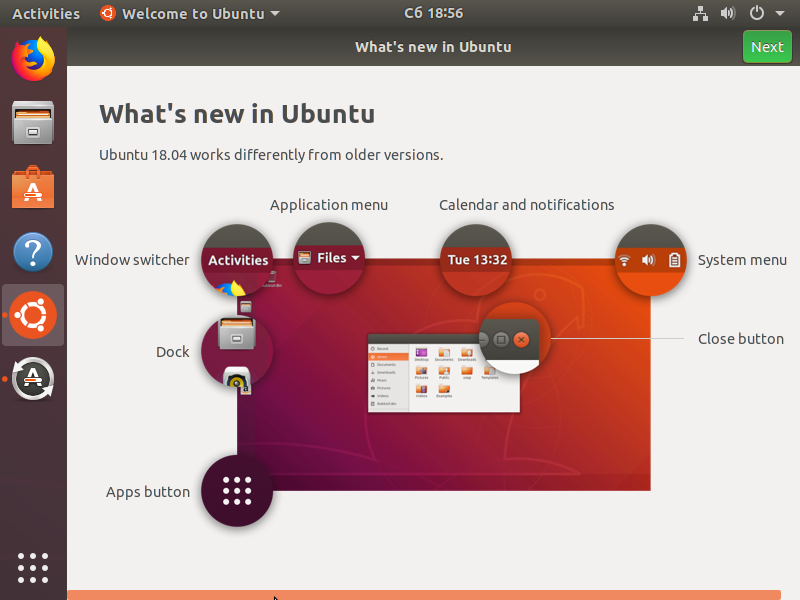 Activities
Welcome to Ubuntu
Сб 18:56
What's new in Ubuntu
Next
What's new in Ubuntu
Ubuntu 18.04 works differently from older versions.
Application menu
Calendar and notifications
Window switcher
Activities
Files
Tue 13:32
System menu
Dock
Close button
Apps button